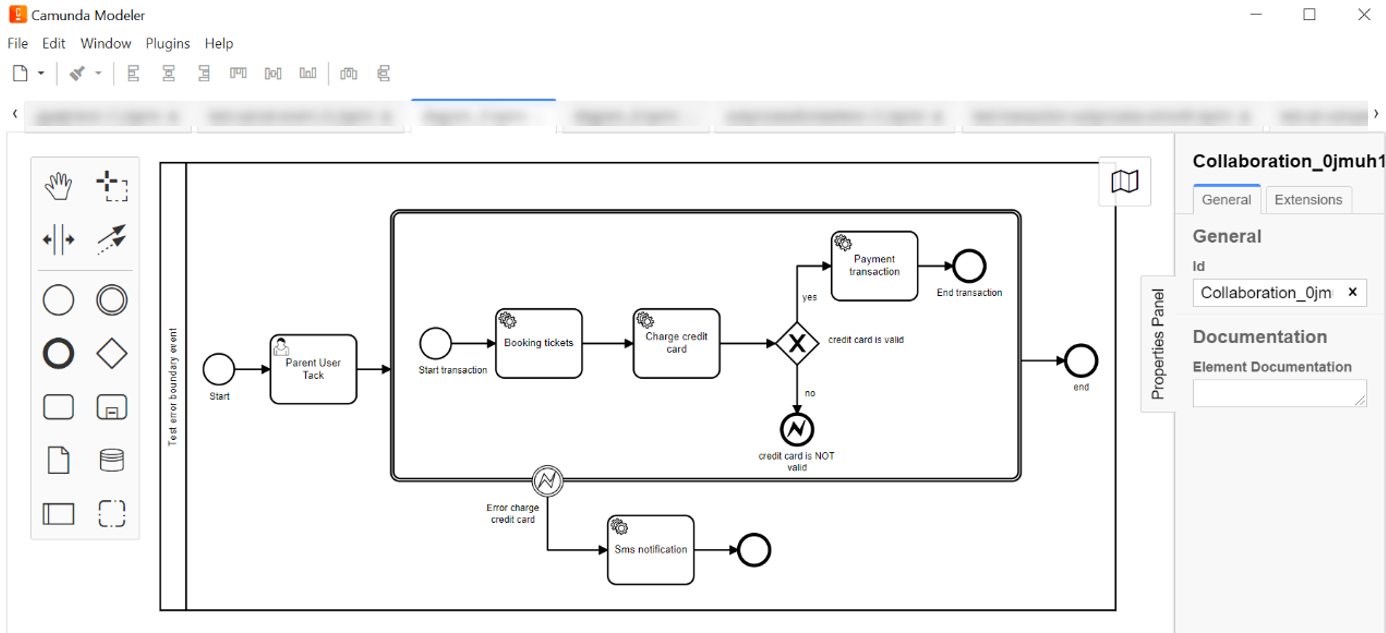 Camunda Modeler
File Edit Window Plugins Help
Collaboration_0jmuh1
General Extensions
General
Id
Collaboration_0jm
Documentation
Element Documentation
Properties Panel
Test error boundary event
Start
Parent User
Tack
Start transaction
Booking tickets
Charge credit
card
credit card is valid
yes
Payment
transaction
End transaction
no
credit card is NOT
valid
end
Error charge
credit card
Sms notification